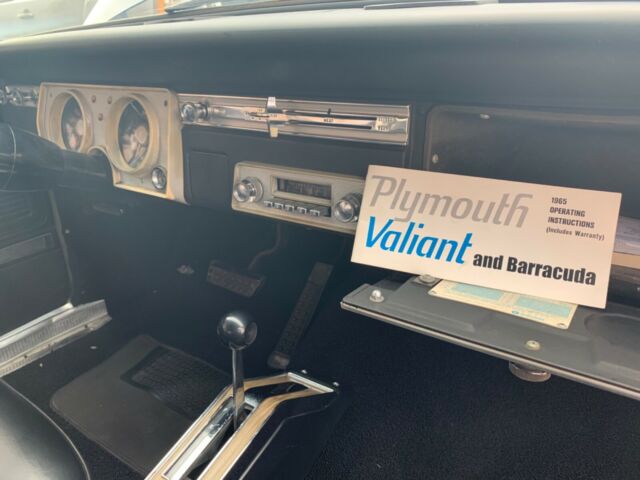 Plymouth
Valiant and Barracuda
1965
OPERATING
INSTRUCTIONS
(Includes Warranty)
HEAT